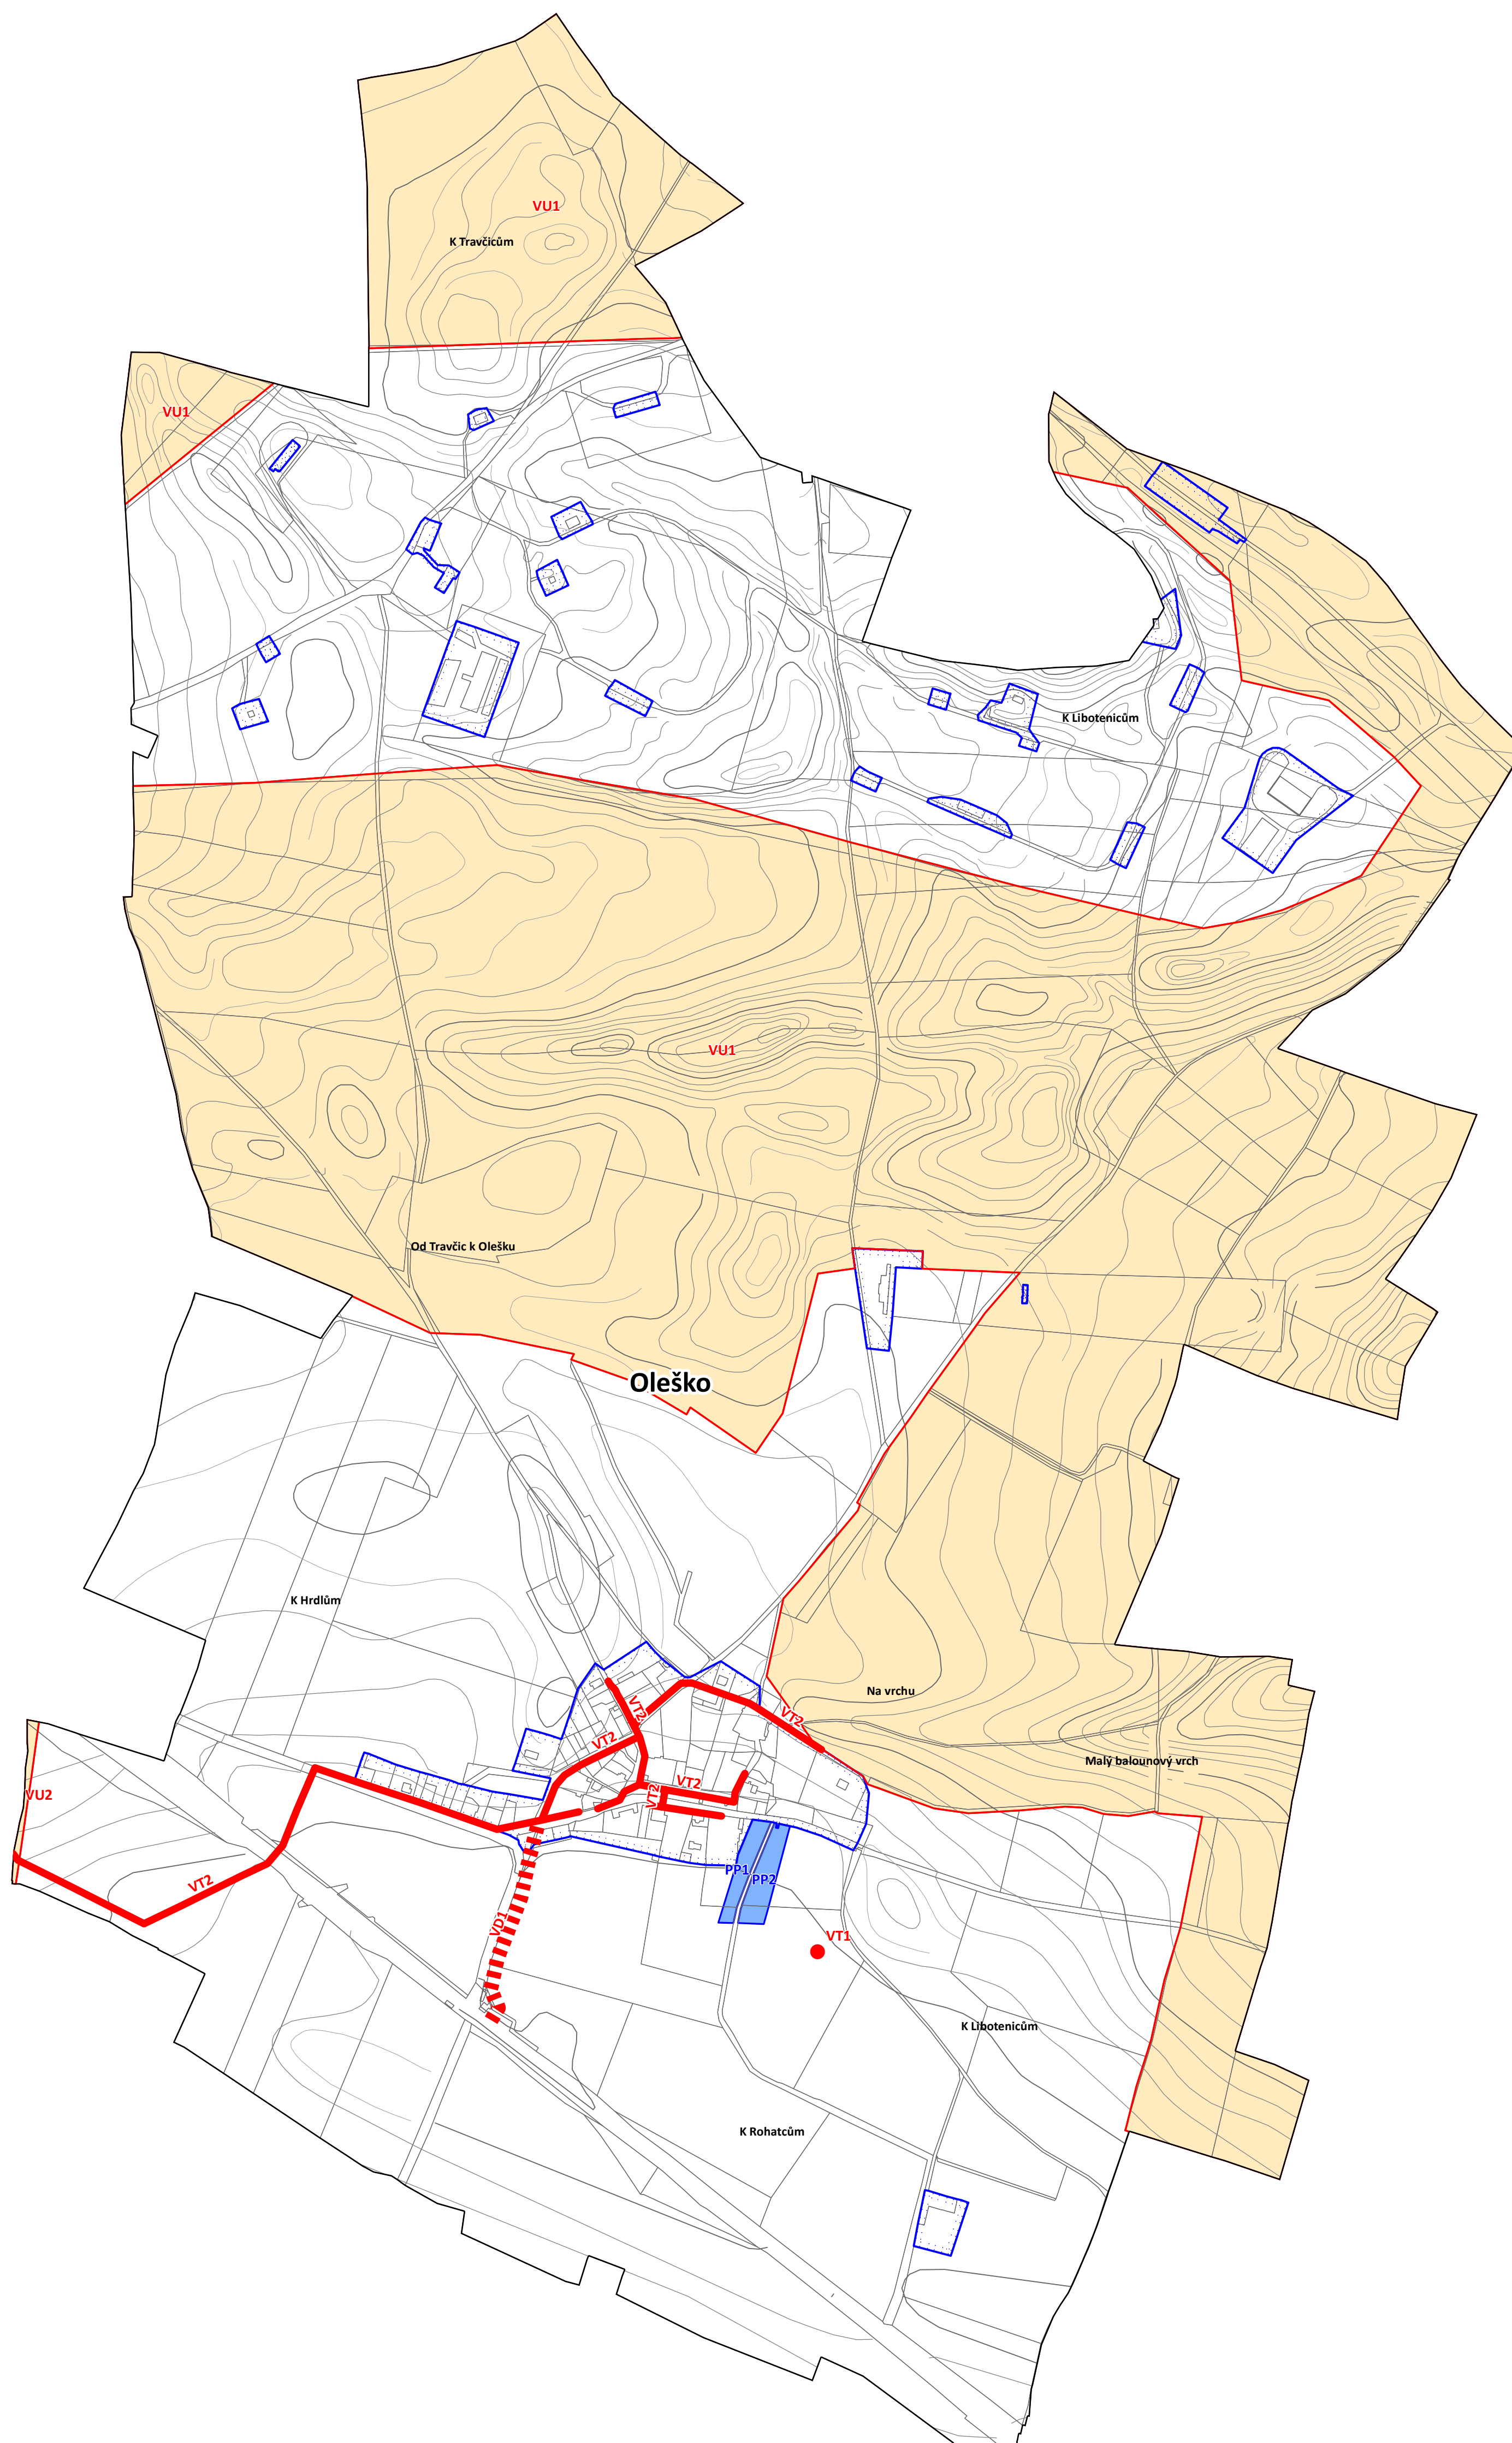 VU1
K Travčicům
VU1
K Libotenicům
VU1
Od Travčic k Olešku
Oleško
K Hrdlům
Na vrchu
VT2
VT2
VT2
Malý balounový vrch
VT2
VT2
VU2
PP1
PP2
VT2
VD1
VT1
K Libotenicům
K Rohatcům